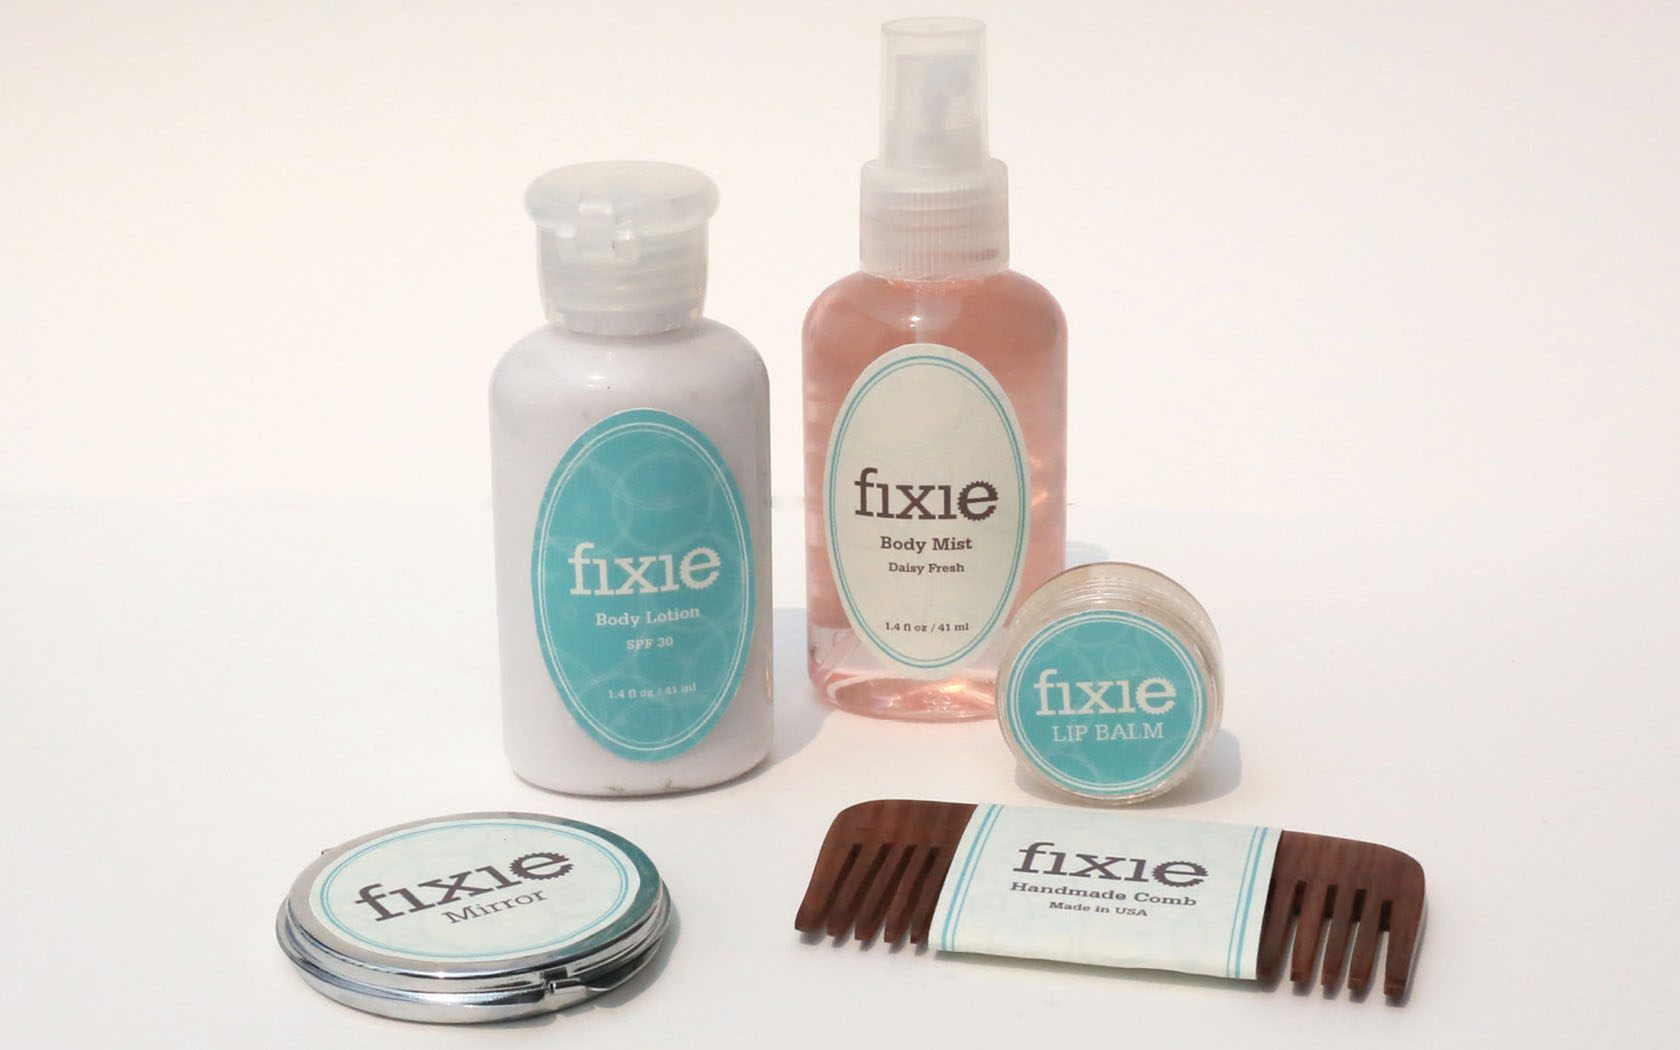 fixie
Body Lotion
SPF 30
1.4 fl oz / 41 ml
fixie
Body Mist
Daisy Fresh
1.4 fl oz / 41 ml
fixie
LIP BALM
fixie
Mirror
fixie
Handmade Comb
Made in USA